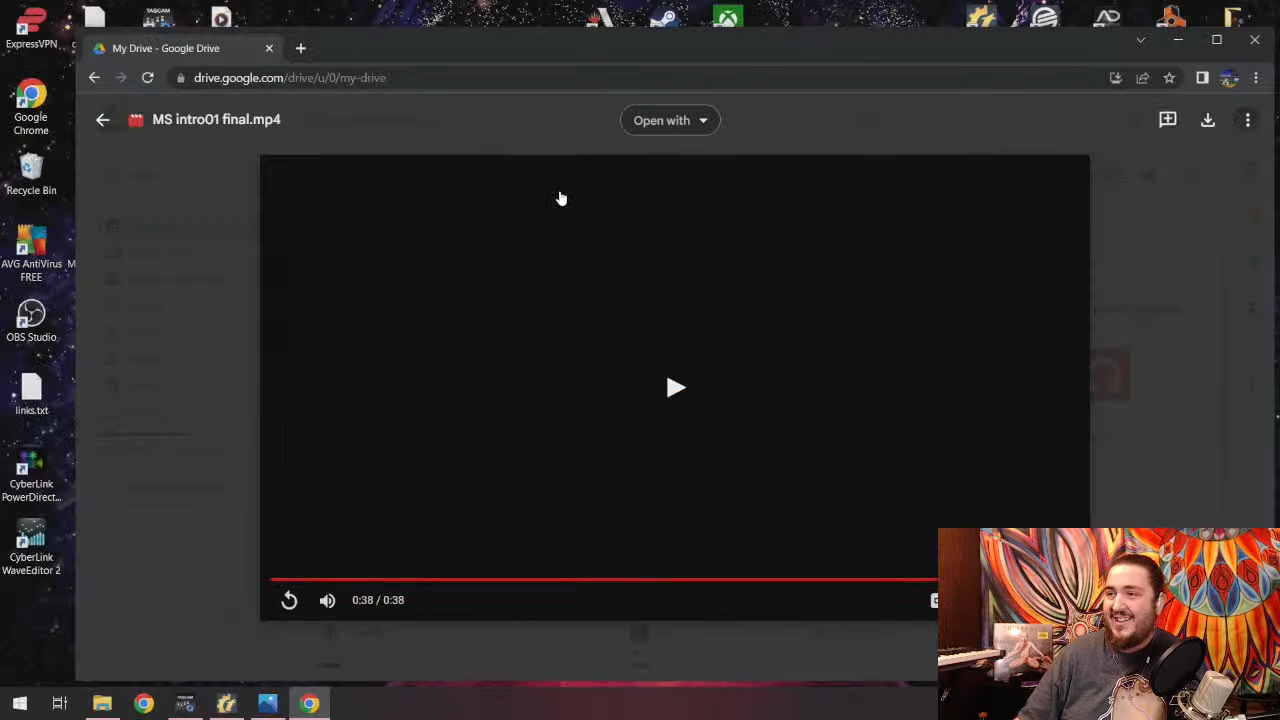 ExpressVPN
TASCAM
My Drive - Google Drive
drive.google.com/drive/u/0/my-drive
Google
Chrome
MS intro01 final.mp4
Open with
Recycle Bin
AVG AntiVirus
FREE
M
OBS Studio
links.txt
CyberLink
PowerDirect...
CyberLink
WaveEditor 2
0:38 / 0:38